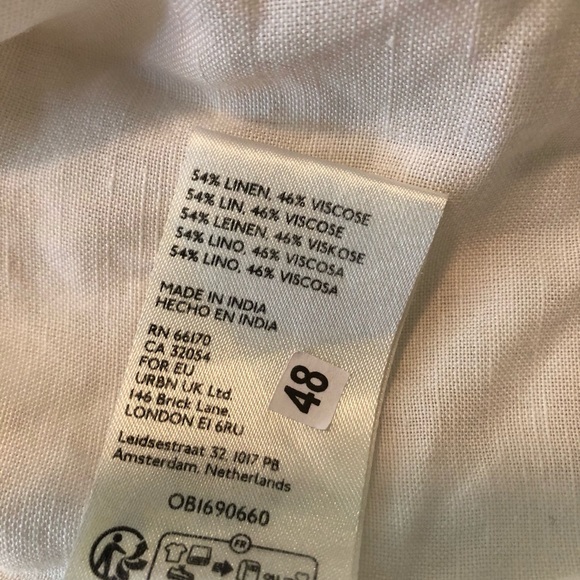 54% LINEN, 46% VISCOSE
54% LIN, 46% VISCOSE
54% LEINEN, 46% VISKOSE
54% LINO, 46% VISCOSA
54% LINO, 46% VISCOSA
MADE IN INDIA
HECHO EN INDIA
RN 66170
CA 32054
FOR EU
URBN UK Ltd.
146 Brick Lane,
LONDON E1 6RU
48
Leidsestraat 32, 1017 PB
Amsterdam, Netherlands
OB1690660
FR